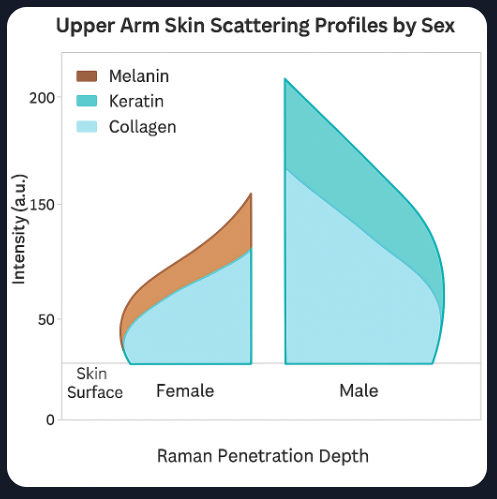 Upper Arm Skin Scattering Profiles by Sex
Melanin
Keratin
Collagen
Intensity (a.u.)
200
150
50
0
Skin
Surface
Female
Male
Raman Penetration Depth